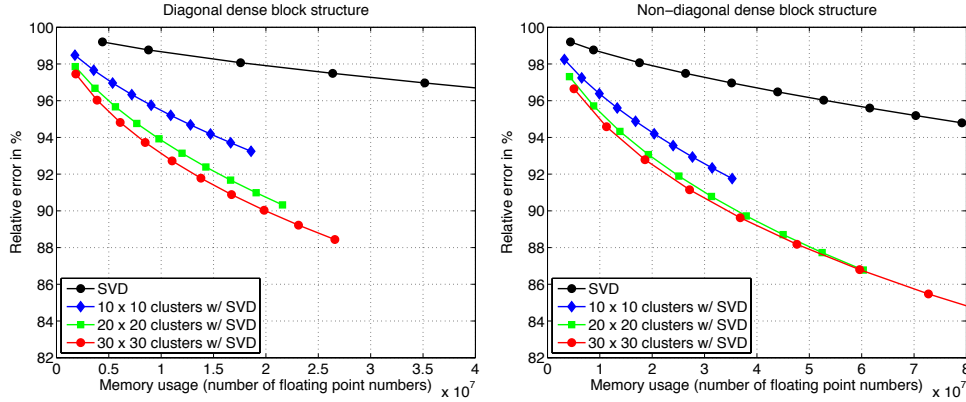 Diagonal dense block structure
100
98
96
94
92
90
88
86
84
82
Relative error in %
SVD
10 x 10 clusters w/ SVD
20 x 20 clusters w/ SVD
30 x 30 clusters w/ SVD
0 0.5 1 1.5 2 2.5 3 3.5 4
Memory usage (number of floating point numbers)
x 10^7
Non-diagonal dense block structure
100
98
96
94
92
90
88
86
84
82
Relative error in %
SVD
10 x 10 clusters w/ SVD
20 x 20 clusters w/ SVD
30 x 30 clusters w/ SVD
0 1 2 3 4 5 6 7 8
Memory usage (number of floating point numbers)
x 10^7